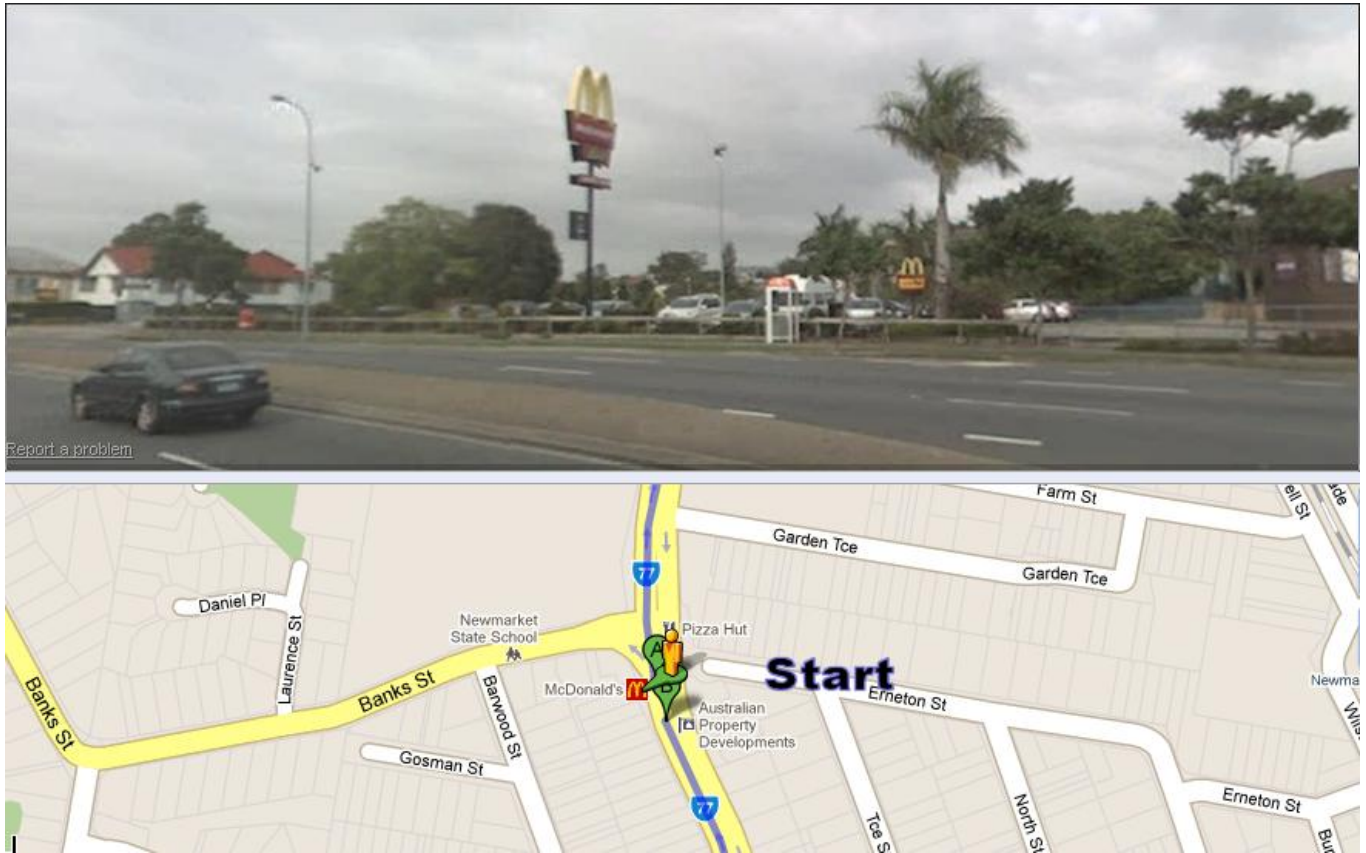 Report a problem
Farm St
Garden Tce
Garden Tce
77
Daniel Pl
Laurence St
Newmarket
State School
Pizza Hut
Start
McDonald's
Banks St
Banks St
Barwood St
Erneton St
Australian
Property
Developments
Gosman St
77
North St
Erneton St